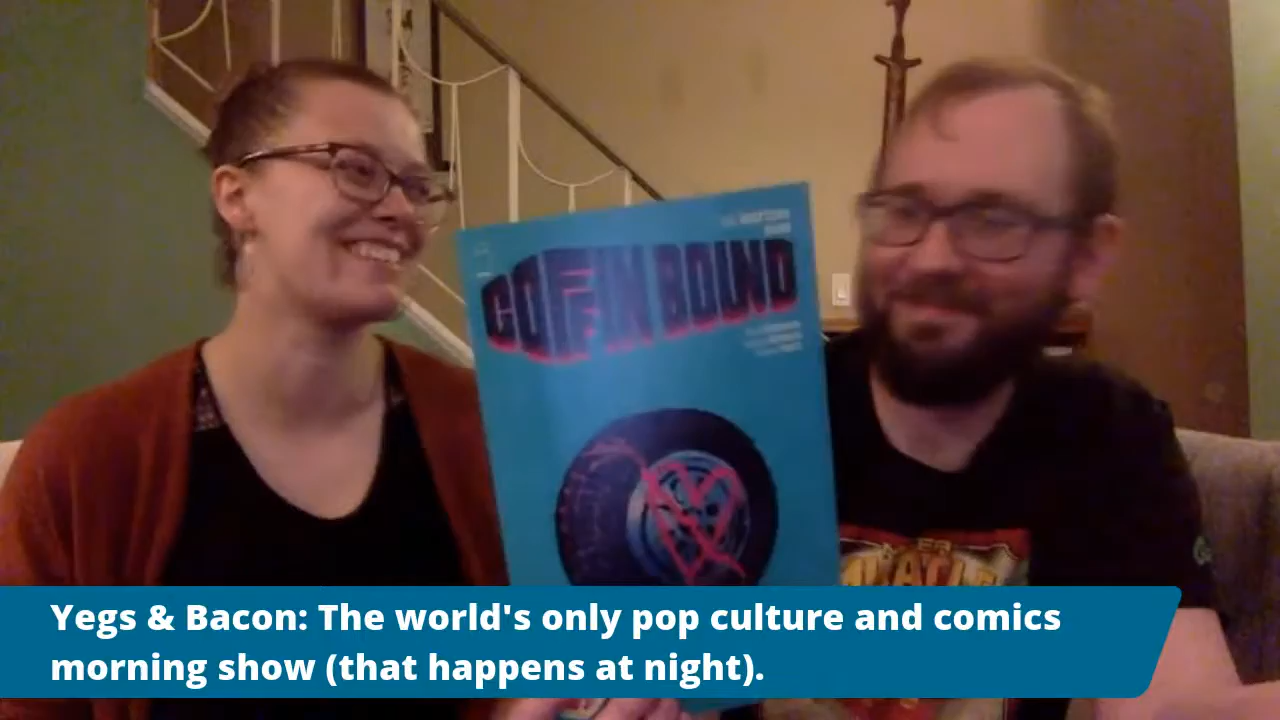 COFFIN BOUND
Yegs & Bacon: The world's only pop culture and comics
morning show (that happens at night).